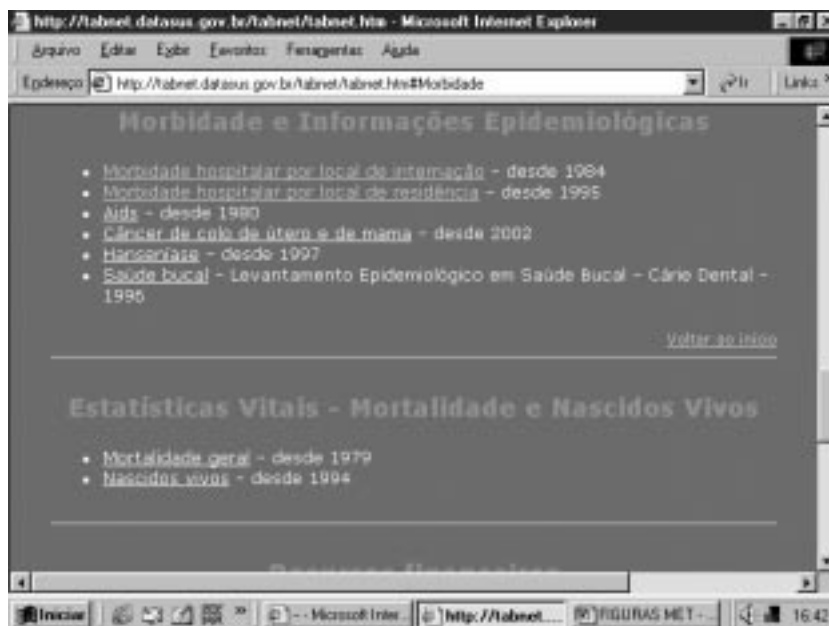 http://tabnet.datasus.gov.br/tabnet/tabnet.htm - Microsoft Internet Explorer
Arquivo Editar Exibir Favoritos Ferragentas Ajuda
Endereço http://tabnet.datasus.gov.br/tabnet/tabnet.htm#Morbidade Ir Links »
Morbidade e Informações Epidemiológicas
• Morbidade hospitalar por local de internação – desde 1984
• Morbidade hospitalar por local de residência – desde 1995
• Aids – desde 1980
• Câncer de colo de útero e de mama – desde 2002
• Hanseníase – desde 1997
• Saúde bucal – Levantamento Epidemiológico em Saúde Bucal – Cárie Dental –
1996
Voltar ao início
Estatísticas Vitais – Mortalidade e Nascidos Vivos
• Mortalidade geral – desde 1979
• Nascidos vivos – desde 1994
Recursos financeiros
Iniciar » - - Microsoft Inter... http://tabnet.... FIGURAS MET - ... 16:42